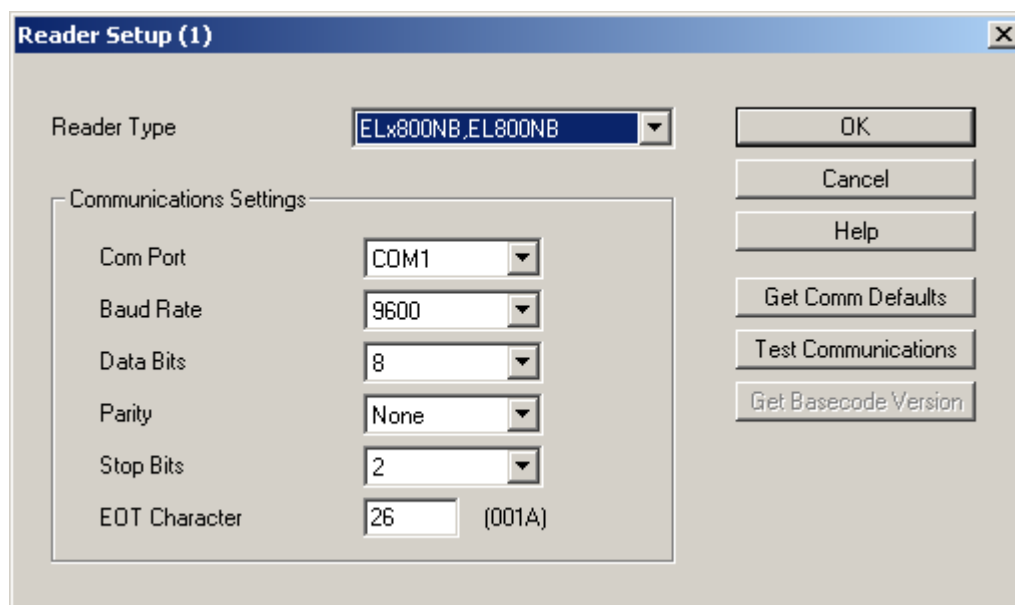 Reader Setup (1)
Reader Type ELx800NB,EL800NB
OK
Cancel
Help
Communications Settings
Com Port COM1
Baud Rate 9600
Data Bits 8
Parity None
Stop Bits 2
EOT Character 26 (001A)
Get Comm Defaults
Test Communications
Get Basecode Version